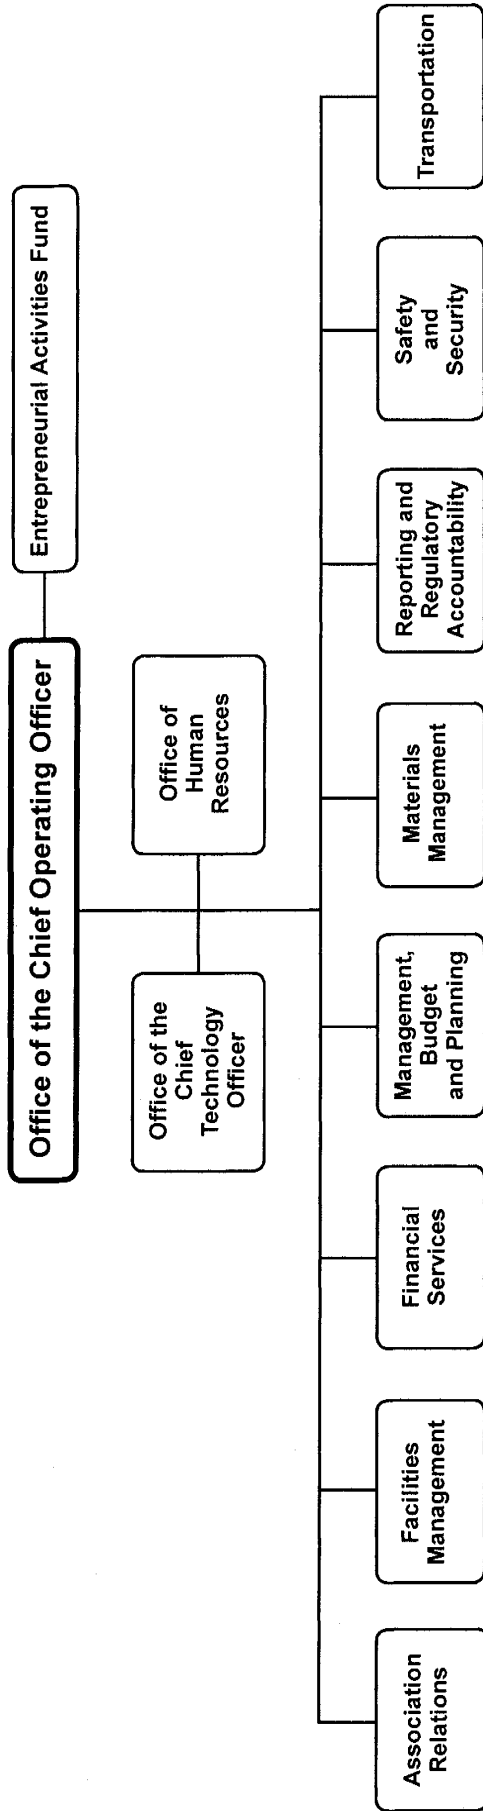 Office of the Chief Operating Officer
Entrepreneurial Activities Fund
Office of the
Chief
Technology
Officer
Office of
Human
Resources
Association
Relations
Facilities
Management
Financial
Services
Management,
Budget
and Planning
Materials
Management
Reporting and
Regulatory
Accountability
Safety
and
Security
Transportation